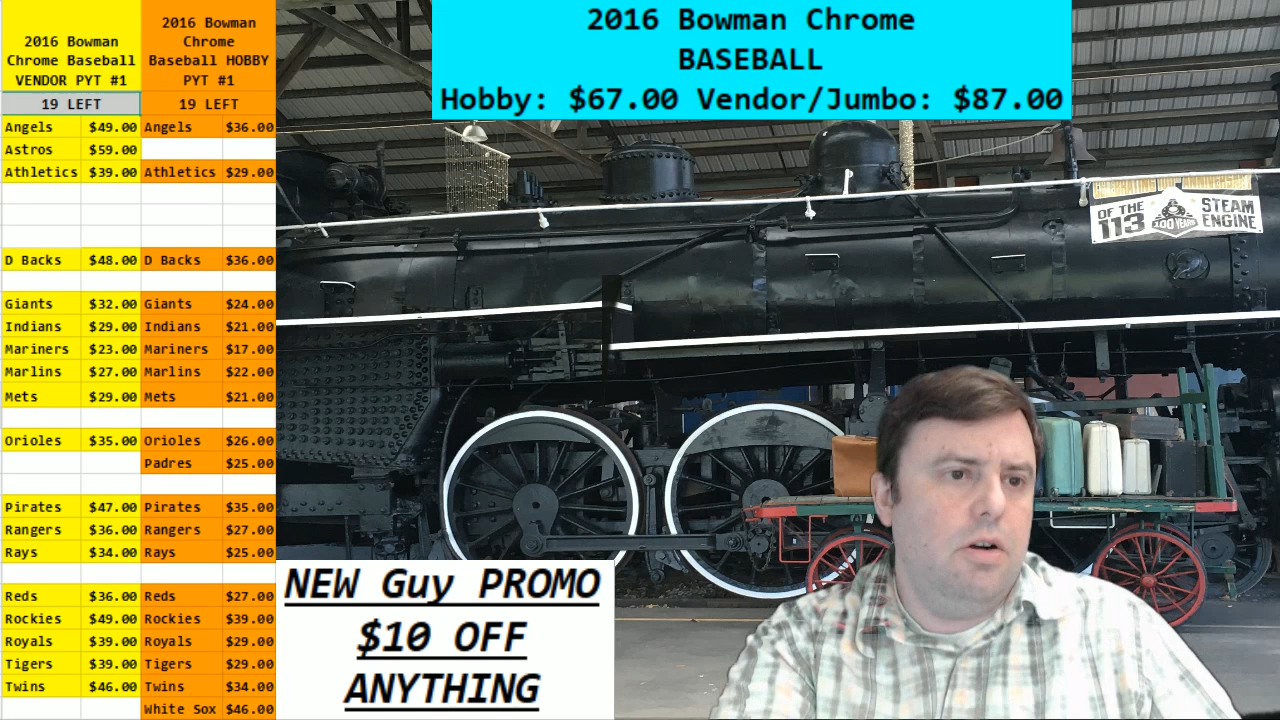 2016 Bowman
Chrome Baseball
VENDOR PYT #1
2016 Bowman
Chrome
Baseball HOBBY
PYT #1
19 LEFT 19 LEFT
Angels $49.00 Angels $36.00
Astros $59.00
Athletics $39.00 Athletics $29.00
D Backs $48.00 D Backs $36.00
Giants $32.00 Giants $24.00
Indians $29.00 Indians $21.00
Mariners $23.00 Mariners $17.00
Marlins $27.00 Marlins $22.00
Mets $29.00 Mets $21.00
Orioles $35.00 Orioles $26.00
Padres $25.00
Pirates $47.00 Pirates $35.00
Rangers $36.00 Rangers $27.00
Rays $34.00 Rays $25.00
Reds $36.00 Reds $27.00
Rockies $49.00 Rockies $39.00
Royals $39.00 Royals $29.00
Tigers $39.00 Tigers $29.00
Twins $46.00 Twins $34.00
White Sox $46.00
2016 Bowman Chrome
BASEBALL
Hobby: $67.00 Vendor/Jumbo: $87.00
OF THE
113
100 YEARS
STEAM
ENGINE
NEW Guy PROMO
$10 OFF
ANYTHING